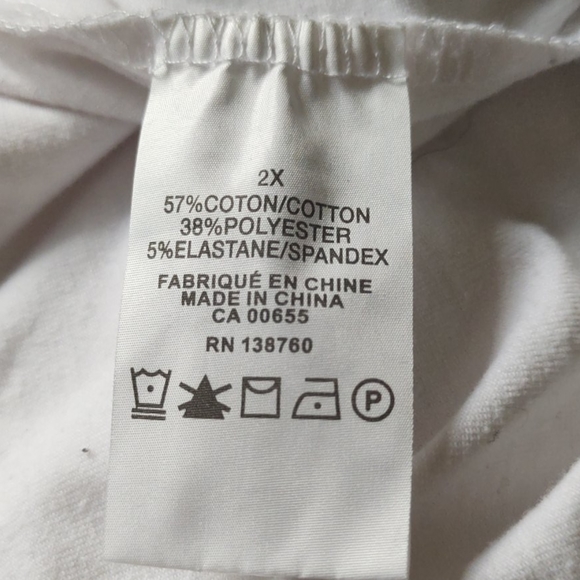 2X
57%COTON/COTTON
38%POLYESTER
5%ELASTANE/SPANDEX
FABRIQUÉ EN CHINE
MADE IN CHINA
CA 00655
RN 138760
P